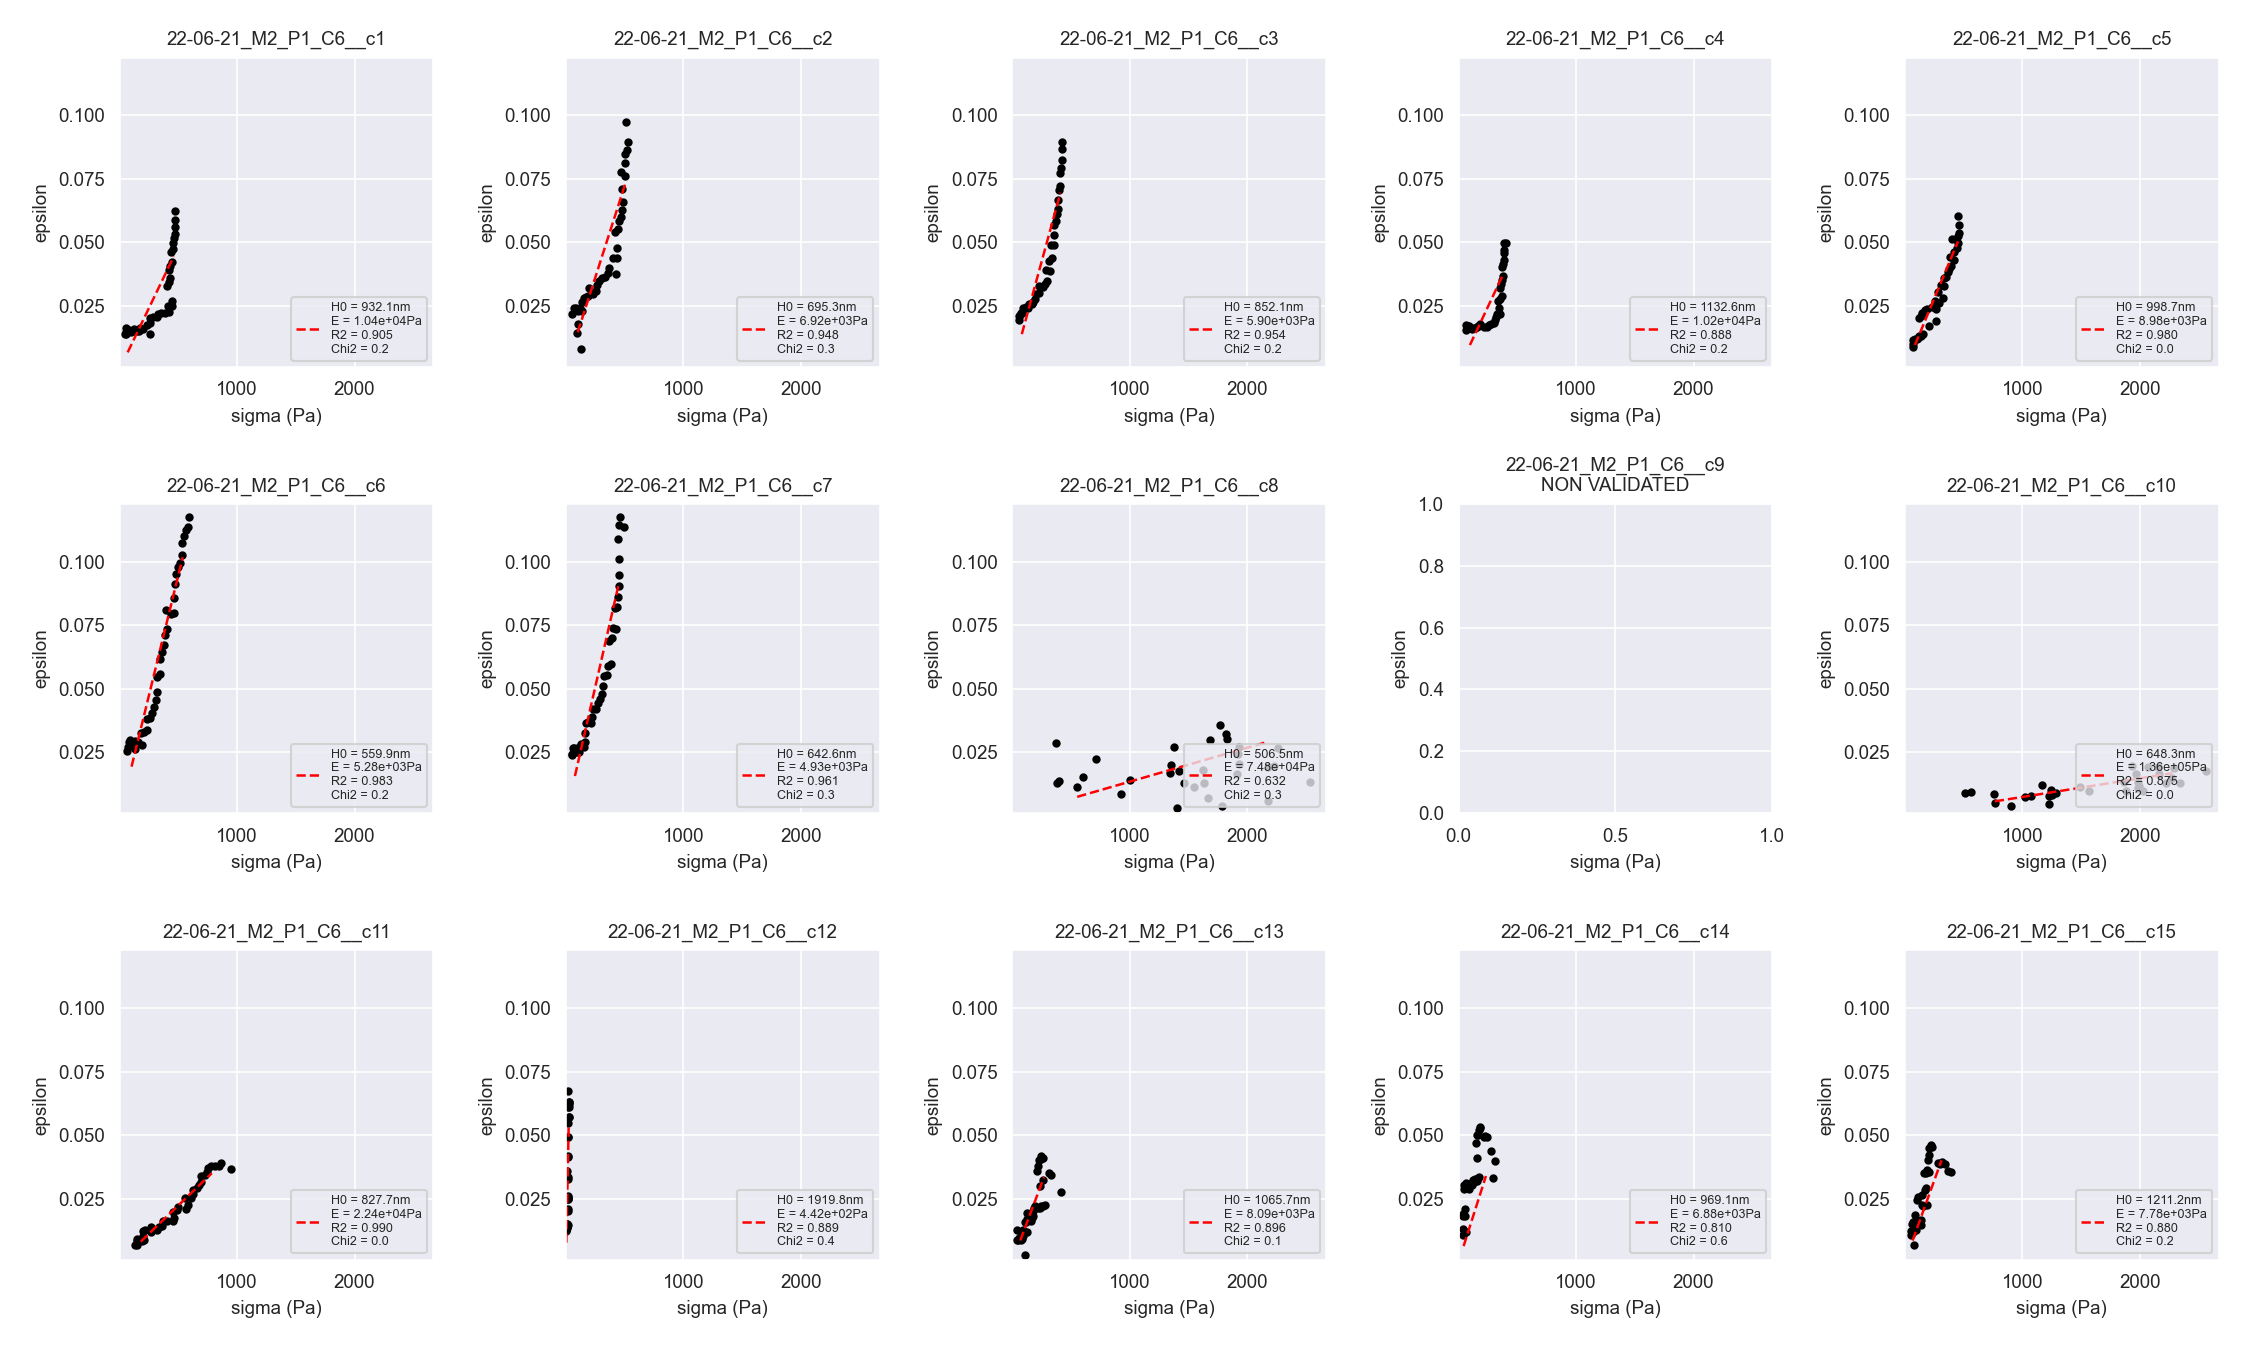 22-06-21_M2_P1_C6__c1
0.100
0.075
0.050
0.025
epsilon
1000 2000
sigma (Pa)
H0 = 932.1nm
E = 1.04e+04Pa
R2 = 0.905
Chi2 = 0.2
22-06-21_M2_P1_C6__c2
0.100
0.075
0.050
0.025
epsilon
1000 2000
sigma (Pa)
H0 = 695.3nm
E = 6.92e+03Pa
R2 = 0.948
Chi2 = 0.3
22-06-21_M2_P1_C6__c3
0.100
0.075
0.050
0.025
epsilon
1000 2000
sigma (Pa)
H0 = 852.1nm
E = 5.90e+03Pa
R2 = 0.954
Chi2 = 0.2
22-06-21_M2_P1_C6__c4
0.100
0.075
0.050
0.025
epsilon
1000 2000
sigma (Pa)
H0 = 1132.6nm
E = 1.02e+04Pa
R2 = 0.888
Chi2 = 0.2
22-06-21_M2_P1_C6__c5
0.100
0.075
0.050
0.025
epsilon
1000 2000
sigma (Pa)
H0 = 998.7nm
E = 8.98e+03Pa
R2 = 0.980
Chi2 = 0.0
22-06-21_M2_P1_C6__c6
0.100
0.075
0.050
0.025
epsilon
1000 2000
sigma (Pa)
H0 = 559.9nm
E = 5.28e+03Pa
R2 = 0.983
Chi2 = 0.2
22-06-21_M2_P1_C6__c7
0.100
0.075
0.050
0.025
epsilon
1000 2000
sigma (Pa)
H0 = 642.6nm
E = 4.93e+03Pa
R2 = 0.961
Chi2 = 0.3
22-06-21_M2_P1_C6__c8
0.100
0.075
0.050
0.025
epsilon
1000 2000
sigma (Pa)
H0 = 506.5nm
E = 7.48e+04Pa
R2 = 0.632
Chi2 = 0.3
22-06-21_M2_P1_C6__c9
NON VALIDATED
1.0
0.8
0.6
0.4
0.2
0.0
epsilon
0.0 0.5 1.0
sigma (Pa)
22-06-21_M2_P1_C6__c10
0.100
0.075
0.050
0.025
epsilon
1000 2000
sigma (Pa)
H0 = 648.3nm
E = 1.36e+05Pa
R2 = 0.875
Chi2 = 0.0
22-06-21_M2_P1_C6__c11
0.100
0.075
0.050
0.025
epsilon
1000 2000
sigma (Pa)
H0 = 827.7nm
E = 2.24e+04Pa
R2 = 0.990
Chi2 = 0.0
22-06-21_M2_P1_C6__c12
0.100
0.075
0.050
0.025
epsilon
1000 2000
sigma (Pa)
H0 = 1919.8nm
E = 4.42e+02Pa
R2 = 0.889
Chi2 = 0.4
22-06-21_M2_P1_C6__c13
0.100
0.075
0.050
0.025
epsilon
1000 2000
sigma (Pa)
H0 = 1065.7nm
E = 8.09e+03Pa
R2 = 0.896
Chi2 = 0.1
22-06-21_M2_P1_C6__c14
0.100
0.075
0.050
0.025
epsilon
1000 2000
sigma (Pa)
H0 = 969.1nm
E = 6.88e+03Pa
R2 = 0.810
Chi2 = 0.6
22-06-21_M2_P1_C6__c15
0.100
0.075
0.050
0.025
epsilon
1000 2000
sigma (Pa)
H0 = 1211.2nm
E = 7.78e+03Pa
R2 = 0.880
Chi2 = 0.2